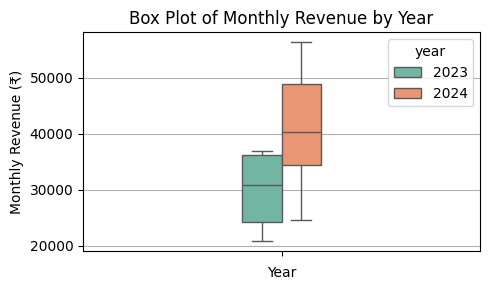 Box Plot of Monthly Revenue by Year
year
2023
2024
Monthly Revenue (₹)
50000
40000
30000
20000
Year